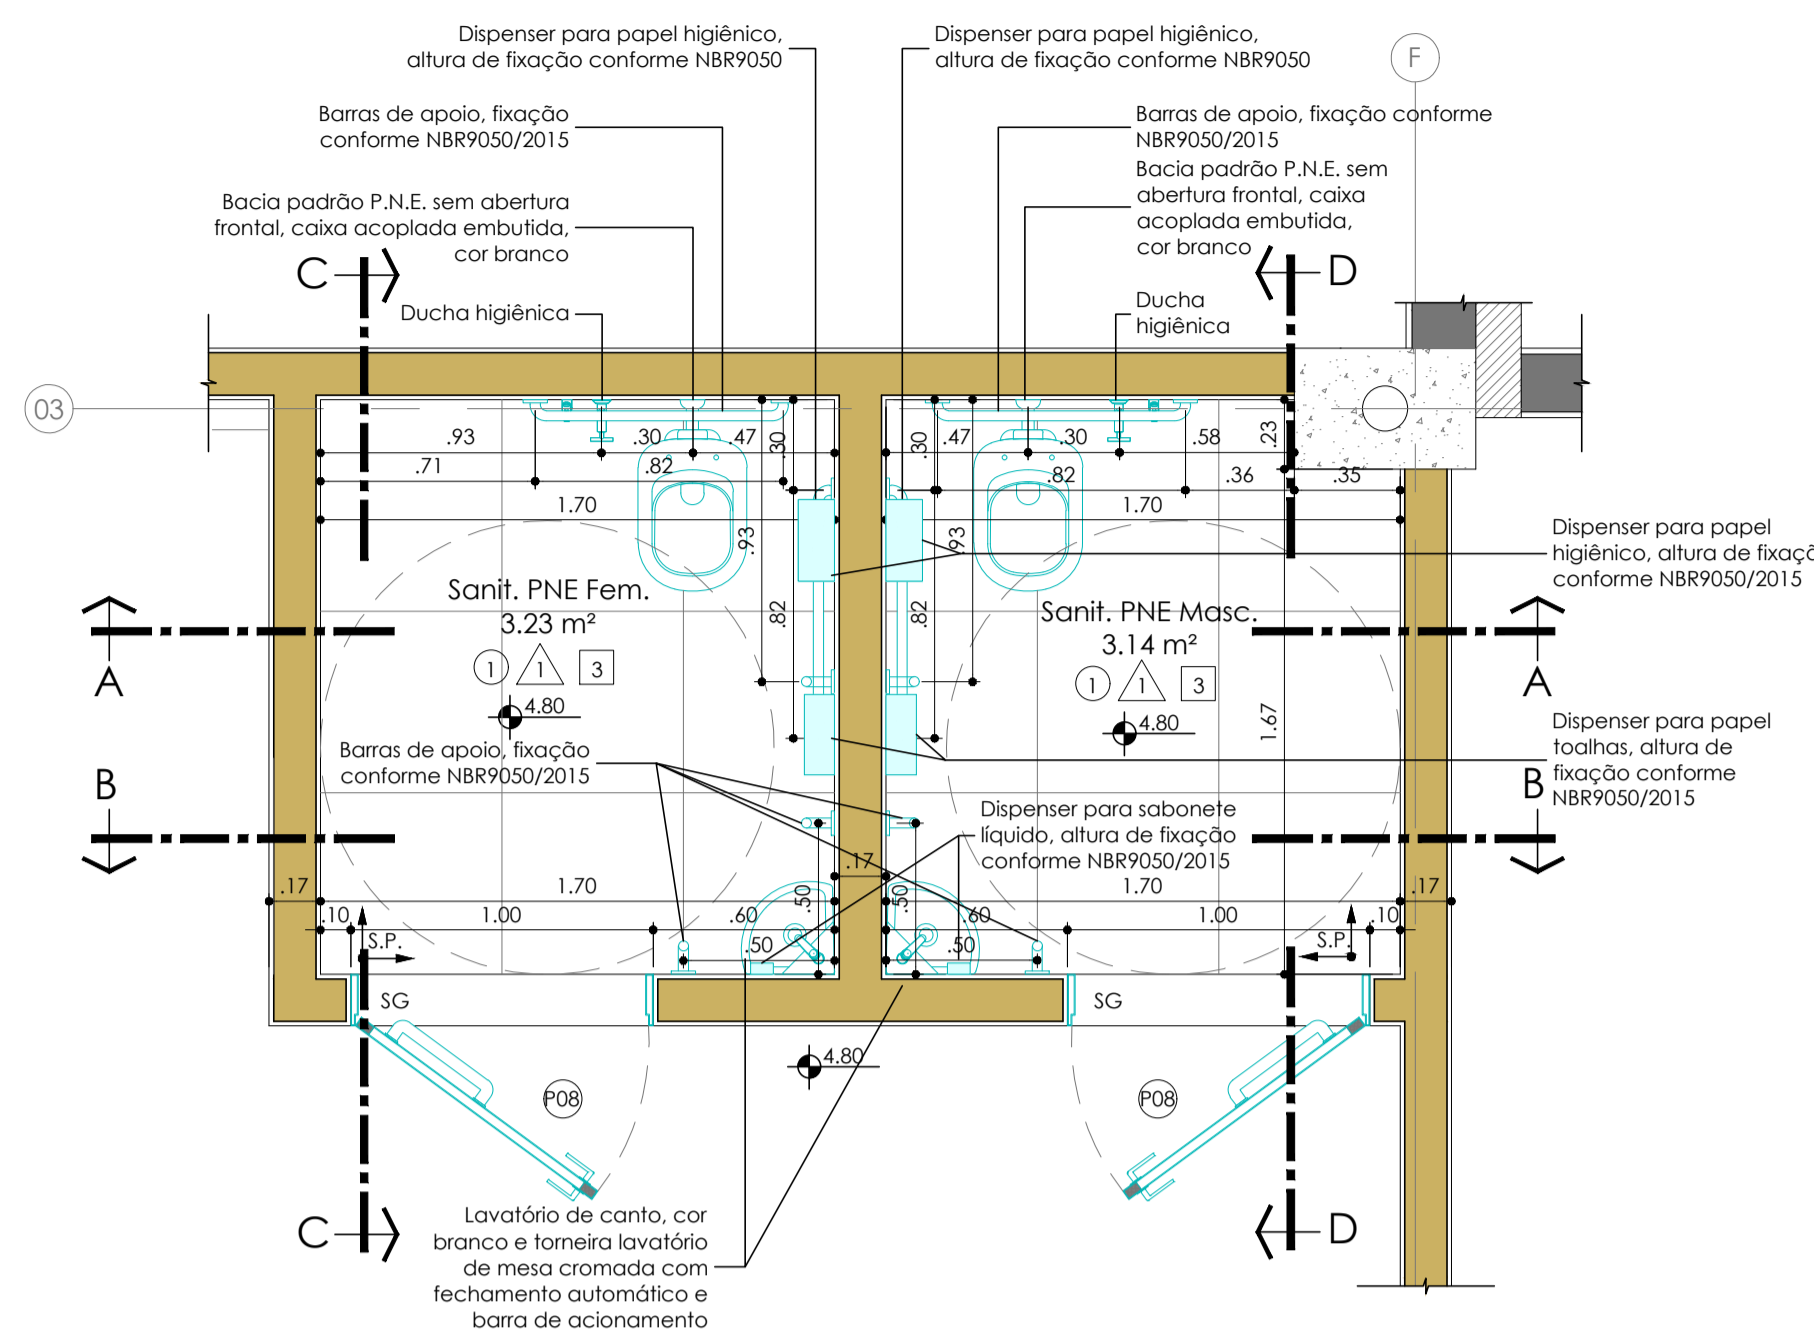 Dispenser para papel higiênico,
altura de fixação conforme NBR9050
Dispenser para papel higiênico,
altura de fixação conforme NBR9050
F
Barras de apoio, fixação
conforme NBR9050/2015
Barras de apoio, fixação conforme
NBR9050/2015
Bacia padrão P.N.E. sem abertura
frontal, caixa acoplada embutida,
cor branco
Bacia padrão P.N.E. sem
abertura frontal, caixa
acoplada embutida,
cor branco
C
D
Ducha higiênica
Ducha
higiênica
03
.93
.30
.47
.30
.30
.47
.30
.58
.23
.71
.82
.82
.36
.35
1.70
1.70
.93
.93
Dispenser para papel
higiênico, altura de fixaçã
conforme NBR9050/2015
Sanit. PNE Fem.
3.23 m²
1
1
3
4.80
.82
.82
Sanit. PNE Masc.
3.14 m²
1
1
3
4.80
1.67
A
A
Barras de apoio, fixação
conforme NBR9050/2015
Dispenser para papel
toalhas, altura de
fixação conforme
NBR9050/2015
B
B
Dispenser para sabonete
líquido, altura de fixação
conforme NBR9050/2015
.17
.17
1.70
.50
.50
1.70
.17
.10
1.00
.60
.60
1.00
.10
S.P.
.50
.50
S.P.
SG
SG
4.80
P08
P08
C
D
Lavatório de canto, cor
branco e torneira lavatório
de mesa cromada com
fechamento automático e
barra de acionamento